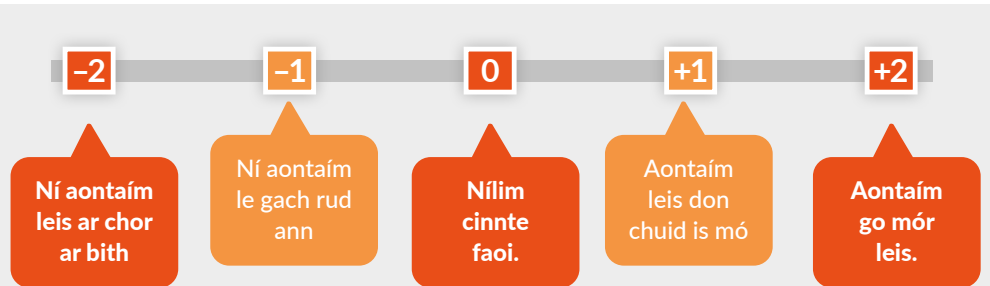 –2
–1
0
+1
+2
Ní aontaím
leis ar chor
ar bith
Ní aontaím
le gach rud
ann
Nílim
cinnte
faoi.
Aontaím
leis don
chuid is mó
Aontaím
go mór
leis.